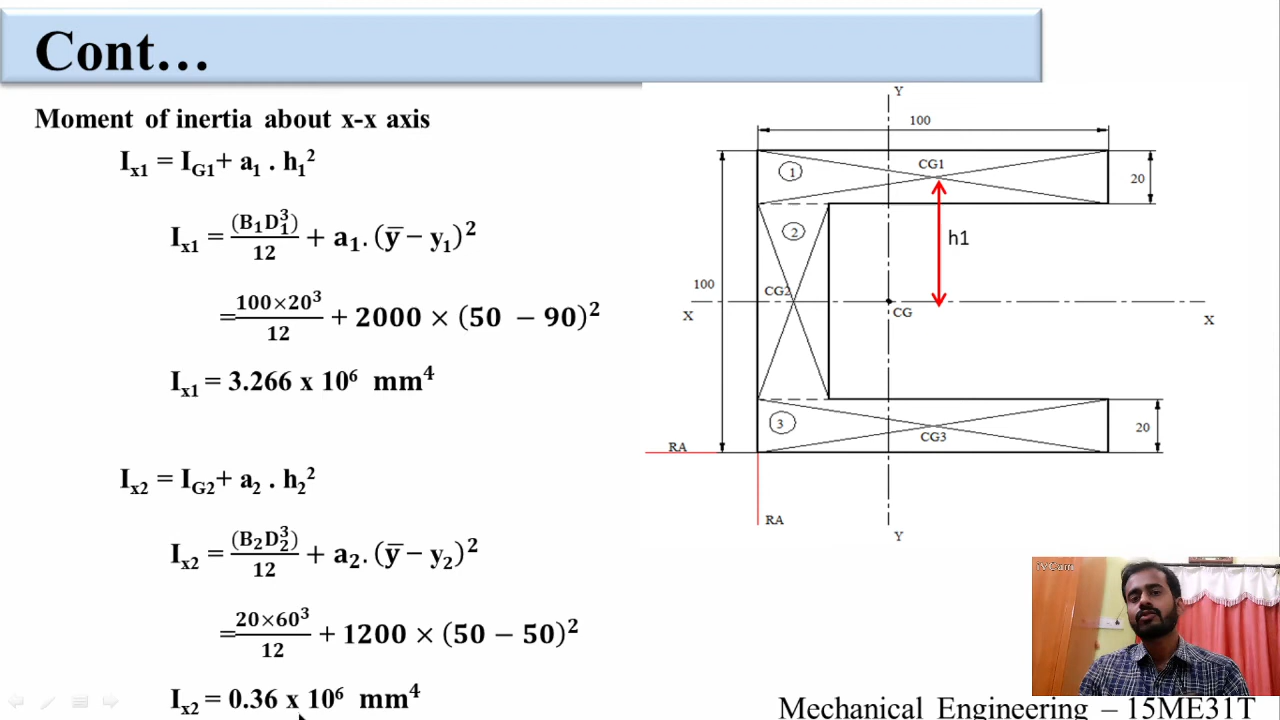 Cont…
Moment of inertia about x-x axis
Iₓ₁ = I_G1 + a₁ . h₁²
Iₓ₁ = (B₁D₁³)/12 + a₁. (y̅ − y₁)²
= 100×20³/12 + 2000 × (50 − 90)²
Iₓ₁ = 3.266 x 10⁶ mm⁴
Iₓ₂ = I_G2 + a₂ . h₂²
Iₓ₂ = (B₂D₂³)/12 + a₂. (y̅ − y₂)²
= 20×60³/12 + 1200 × (50 − 50)²
Iₓ₂ = 0.36 x 10⁶ mm⁴
Y
100
CG1
1
20
2
h1
100
CG2
X
CG
X
3
CG3
20
RA
RA
Y
iVCam
Mechanical Engineering – 15ME31T